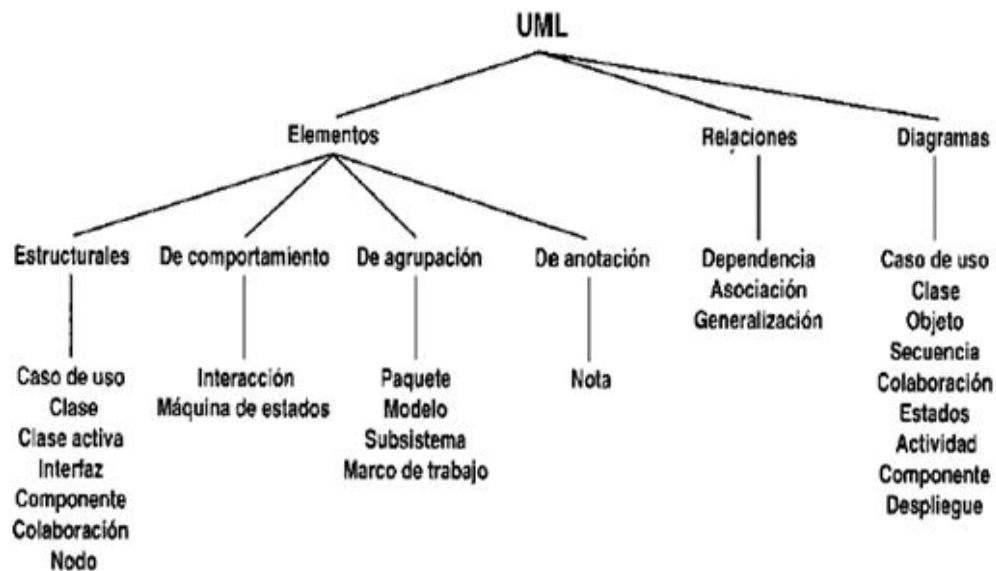 UML
Elementos
Relaciones
Diagramas
Estructurales
De comportamiento
De agrupación
De anotación
Dependencia
Asociación
Generalización
Caso de uso
Clase
Objeto
Secuencia
Colaboración
Estados
Actividad
Componente
Despliegue
Caso de uso
Clase
Clase activa
Interfaz
Componente
Colaboración
Nodo
Interacción
Máquina de estados
Paquete
Modelo
Subsistema
Marco de trabajo
Nota